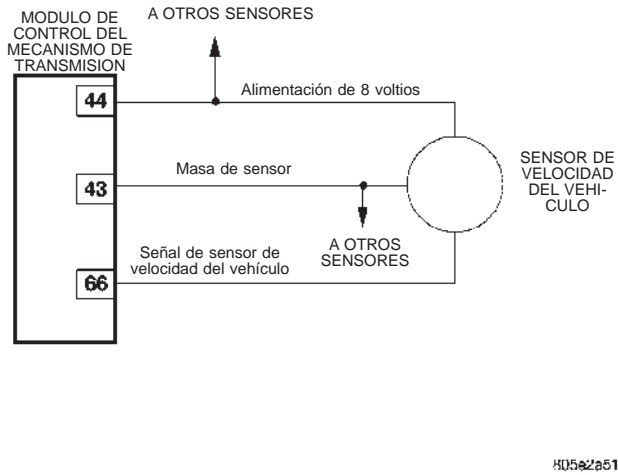 MODULO DE
CONTROL DEL
MECANISMO DE
TRANSMISION
A OTROS SENSORES
44
Alimentación de 8 voltios
43
Masa de sensor
SENSOR DE
VELOCIDAD
DEL VEHI-
CULO
A OTROS
SENSORES
66
Señal de sensor de
velocidad del vehículo